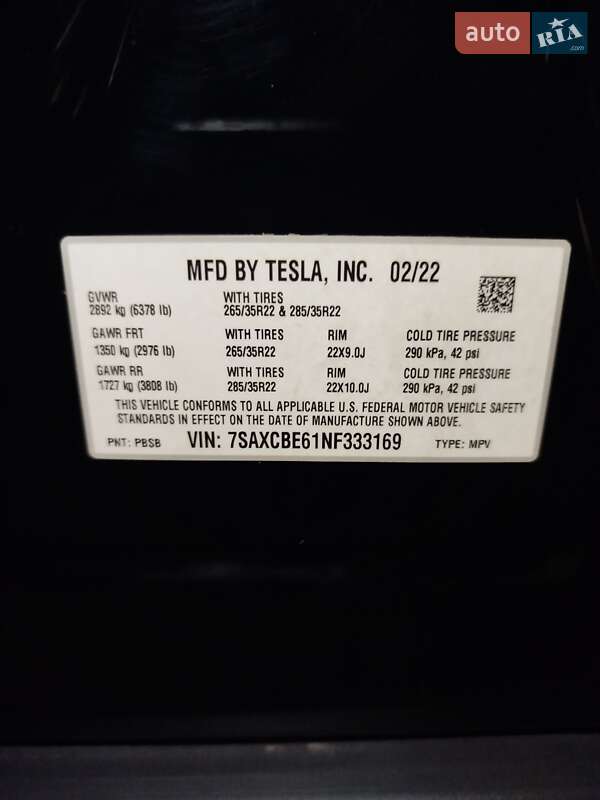 auto RIA .com
MFD BY TESLA, INC. 02/22
GVWR WITH TIRES
2892 kg (6378 lb) 265/35R22 & 285/35R22
GAWR FRT WITH TIRES RIM COLD TIRE PRESSURE
1350 kg (2976 lb) 265/35R22 22X9.0J 290 kPa, 42 psi
GAWR RR WITH TIRES RIM COLD TIRE PRESSURE
1727 kg (3808 lb) 285/35R22 22X10.0J 290 kPa, 42 psi
THIS VEHICLE CONFORMS TO ALL APPLICABLE U.S. FEDERAL MOTOR VEHICLE SAFETY
STANDARDS IN EFFECT ON THE DATE OF MANUFACTURE SHOWN ABOVE.
PNT: PBSB VIN: 7SAXCBE61NF333169 TYPE: MPV